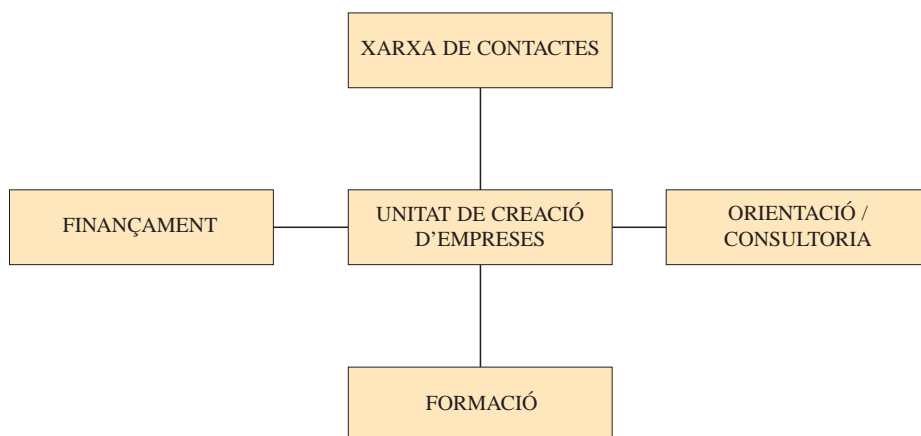 XARXA DE CONTACTES
FINANÇAMENT
UNITAT DE CREACIÓ
D’EMPRESES
ORIENTACIÓ /
CONSULTORIA
FORMACIÓ